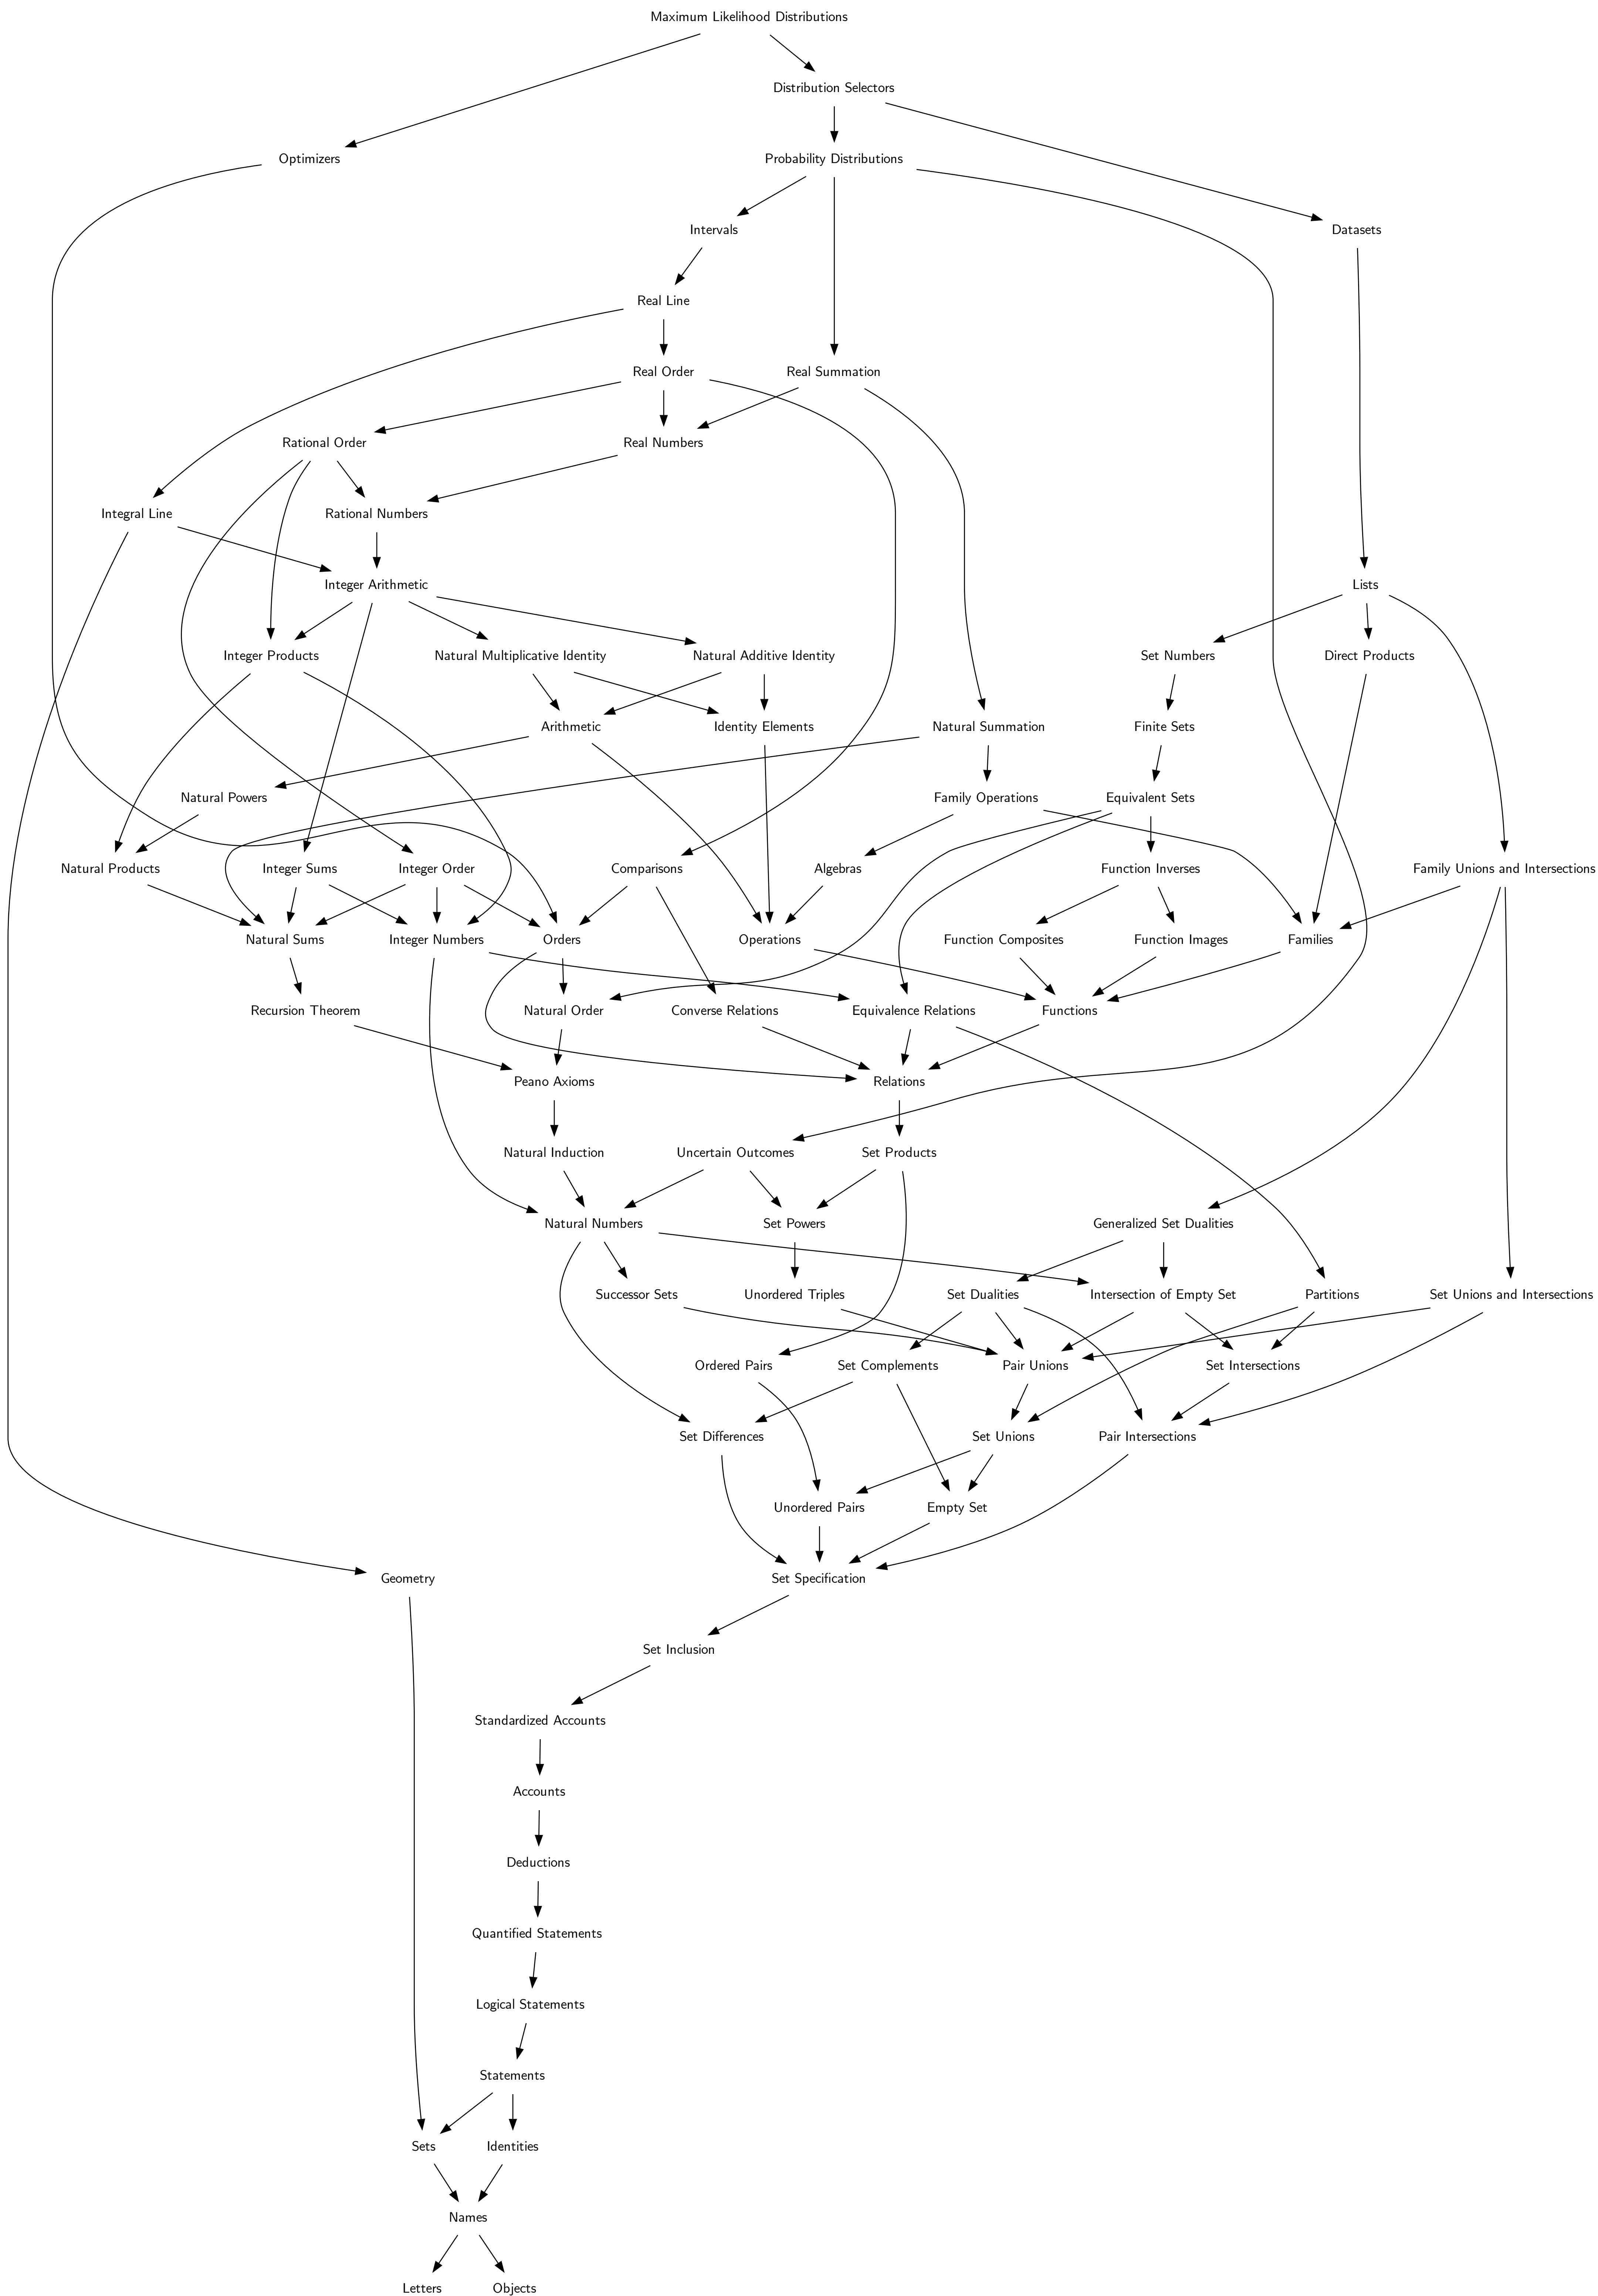 Maximum Likelihood Distributions
Distribution Selectors
Optimizers
Probability Distributions
Intervals
Datasets
Real Line
Real Order
Real Summation
Rational Order
Real Numbers
Integral Line
Rational Numbers
Integer Arithmetic
Lists
Integer Products
Natural Multiplicative Identity
Natural Additive Identity
Set Numbers
Direct Products
Arithmetic
Identity Elements
Natural Summation
Finite Sets
Natural Powers
Family Operations
Equivalent Sets
Natural Products
Integer Sums
Integer Order
Comparisons
Algebras
Function Inverses
Family Unions and Intersections
Natural Sums
Integer Numbers
Orders
Operations
Function Composites
Function Images
Families
Recursion Theorem
Natural Order
Converse Relations
Equivalence Relations
Functions
Peano Axioms
Relations
Natural Induction
Uncertain Outcomes
Set Products
Natural Numbers
Set Powers
Generalized Set Dualities
Successor Sets
Unordered Triples
Set Dualities
Intersection of Empty Set
Partitions
Set Unions and Intersections
Ordered Pairs
Set Complements
Pair Unions
Set Intersections
Set Differences
Set Unions
Pair Intersections
Unordered Pairs
Empty Set
Geometry
Set Specification
Set Inclusion
Standardized Accounts
Accounts
Deductions
Quantified Statements
Logical Statements
Statements
Sets
Identities
Names
Letters
Objects